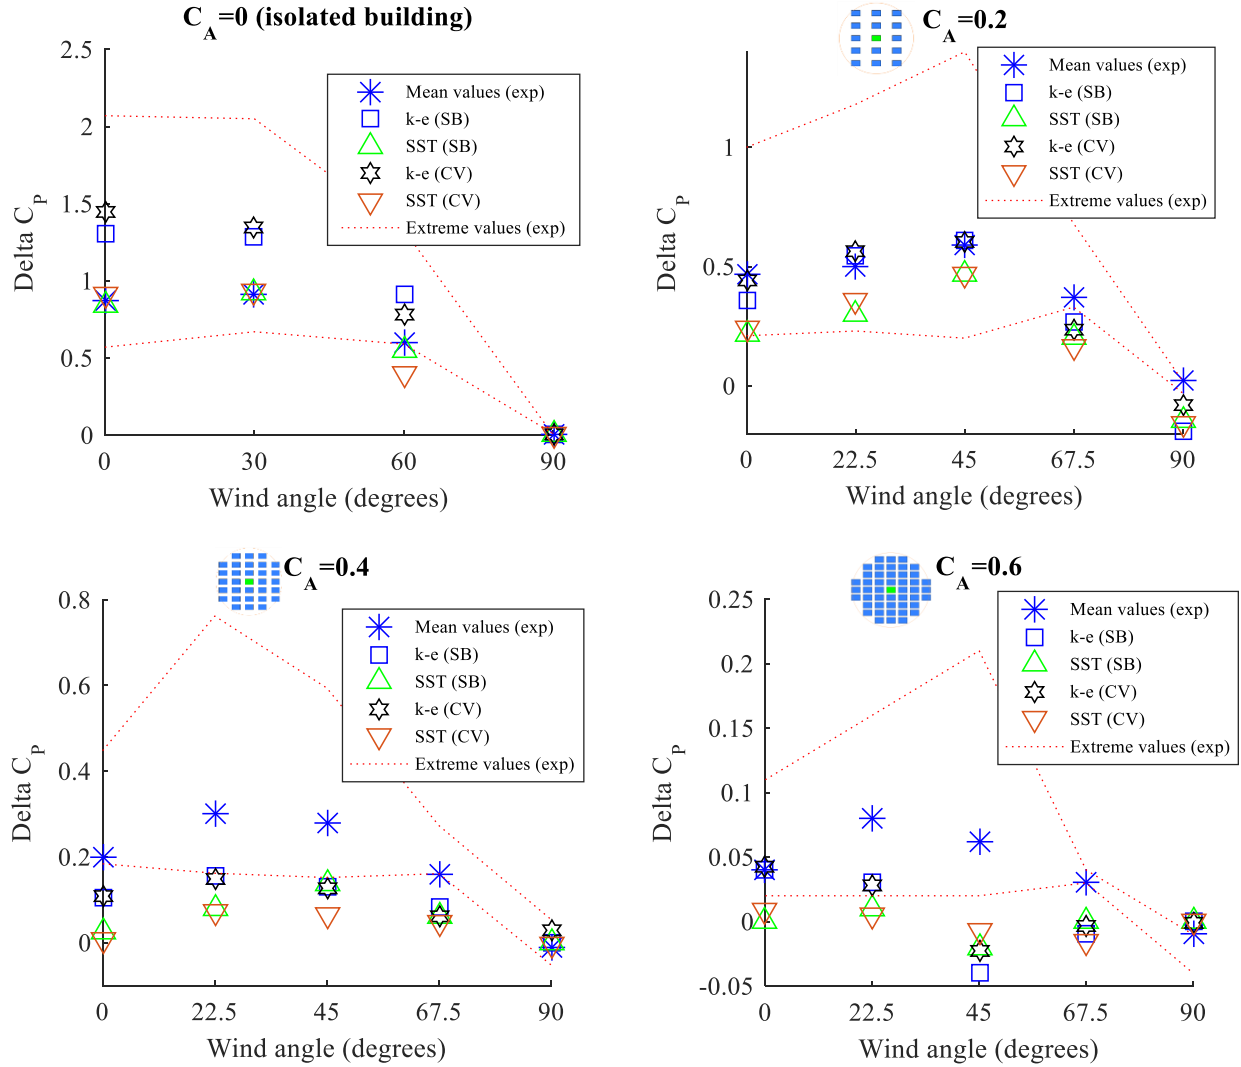 C_A=0 (isolated building)
2.5
2
1.5
1
0.5
0
Delta C_P
0 30 60 90
Wind angle (degrees)
Mean values (exp)
k-e (SB)
SST (SB)
k-e (CV)
SST (CV)
Extreme values (exp)
C_A=0.2
1
0.5
0
Delta C_P
0 22.5 45 67.5 90
Wind angle (degrees)
Mean values (exp)
k-e (SB)
SST (SB)
k-e (CV)
SST (CV)
Extreme values (exp)
C_A=0.4
0.8
0.6
0.4
0.2
0
Delta C_P
0 22.5 45 67.5 90
Wind angle (degrees)
Mean values (exp)
k-e (SB)
SST (SB)
k-e (CV)
SST (CV)
Extreme values (exp)
C_A=0.6
0.25
0.2
0.15
0.1
0.05
0
-0.05
Delta C_P
0 22.5 45 67.5 90
Wind angle (degrees)
Mean values (exp)
k-e (SB)
SST (SB)
k-e (CV)
SST (CV)
Extreme values (exp)